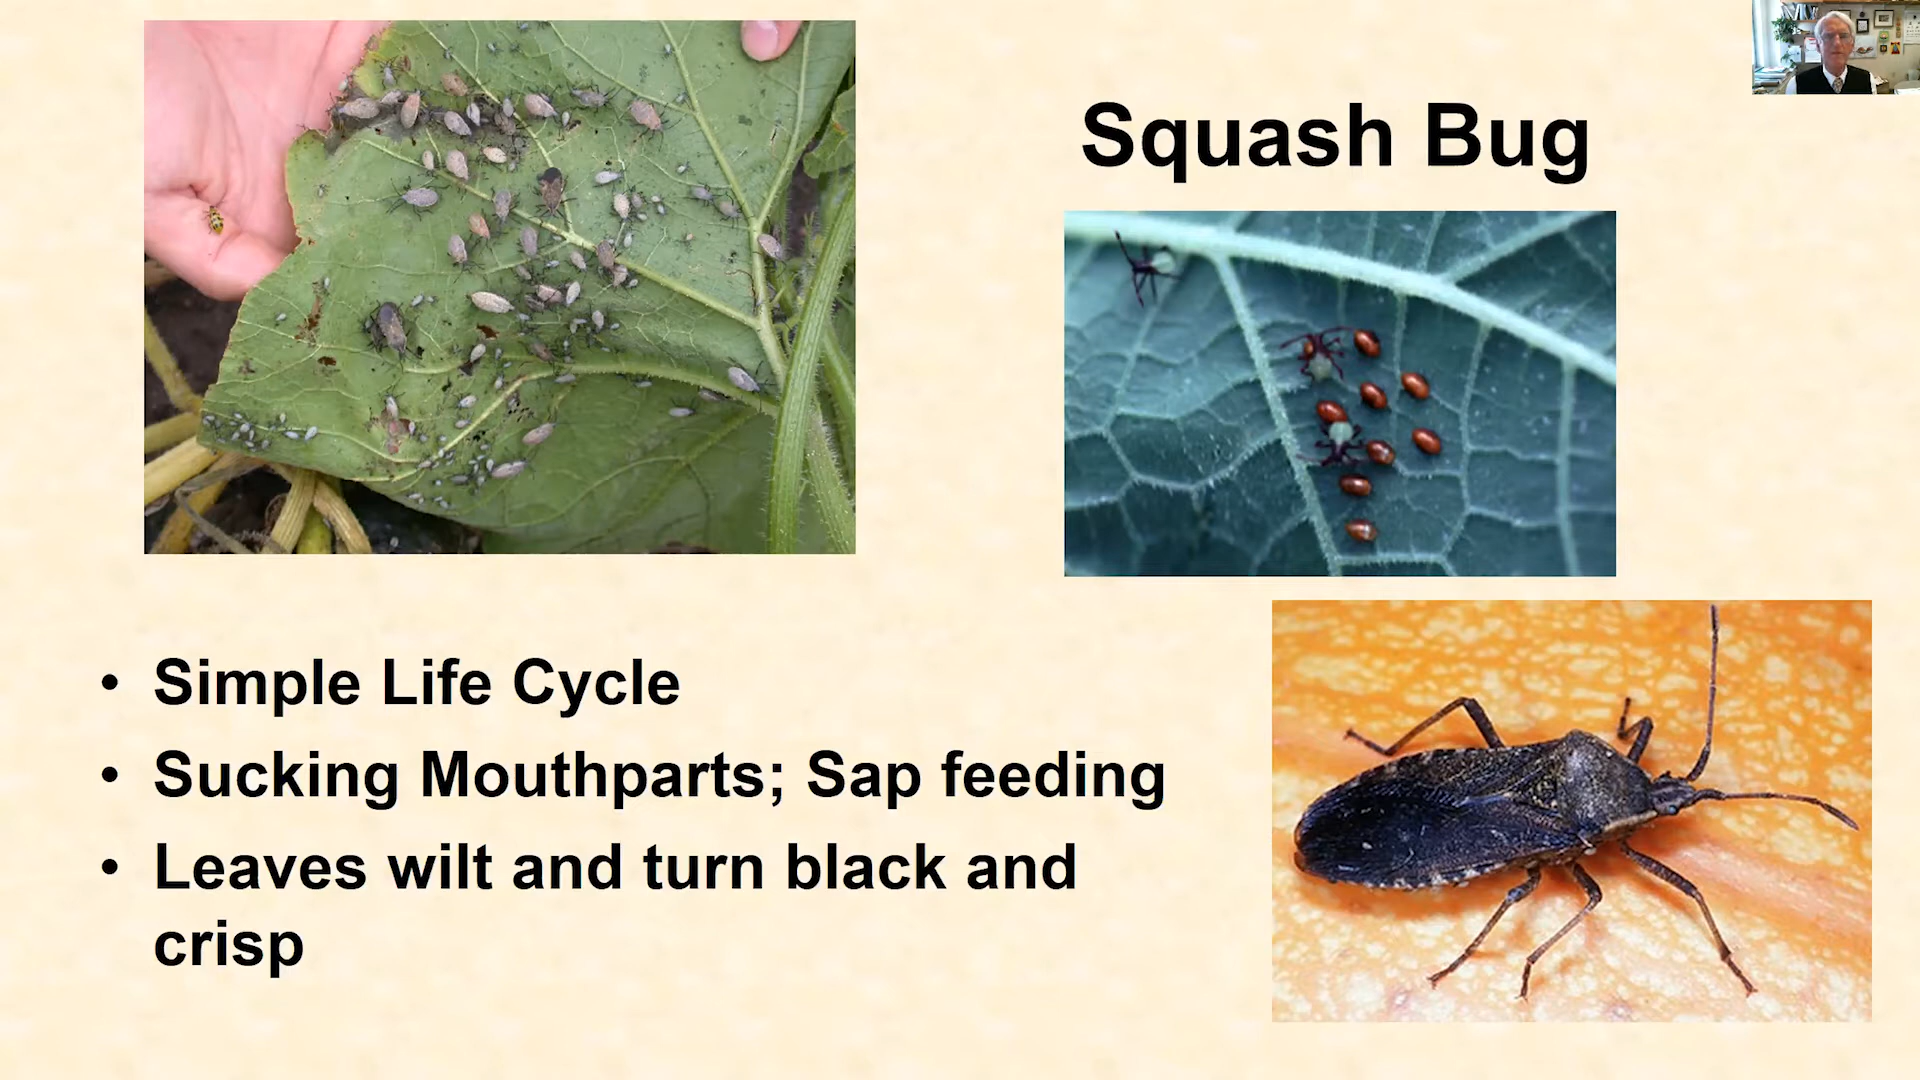 Squash Bug
• Simple Life Cycle
• Sucking Mouthparts; Sap feeding
• Leaves wilt and turn black and
crisp